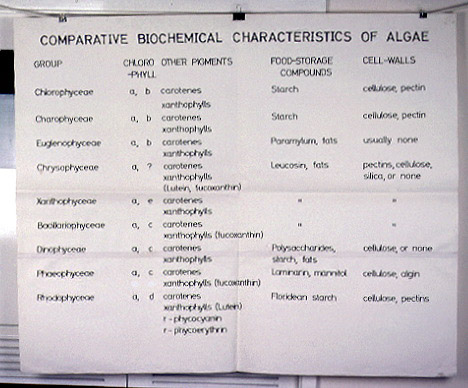 COMPARATIVE BIOCHEMICAL CHARACTERISTICS OF ALGAE
GROUP CHLORO OTHER PIGMENTS FOOD-STORAGE CELL-WALLS
-PHYLL COMPOUNDS
Chlorophyceae a, b carotenes Starch cellulose, pectin
xanthophylls
Charophyceae a, b carotenes Starch cellulose, pectin
xanthophylls
Euglenophyceae a, b carotenes Paramylum, fats usually none
xanthophylls
Chrysophyceae a, ? carotenes Leucosin, fats pectins, cellulose,
xanthophylls silica, or none
(Lutein, fucoxanthin)
Xanthophyceae a, e carotenes " "
xanthophylls
Bacillariophyceae a, c carotenes " "
xanthophylls (fucoxanthin)
Dinophyceae a, c carotenes Polysaccharides, cellulose, or none
xanthophylls starch, fats
Phaeophyceae a, c carotenes Laminarin, mannitol cellulose, algin
xanthophylls (fucoxanthin)
Rhodophyceae a, d carotenes Floridean starch cellulose, pectins
xanthophylls (Lutein)
r-phycocyanin
r-phycoerythrin